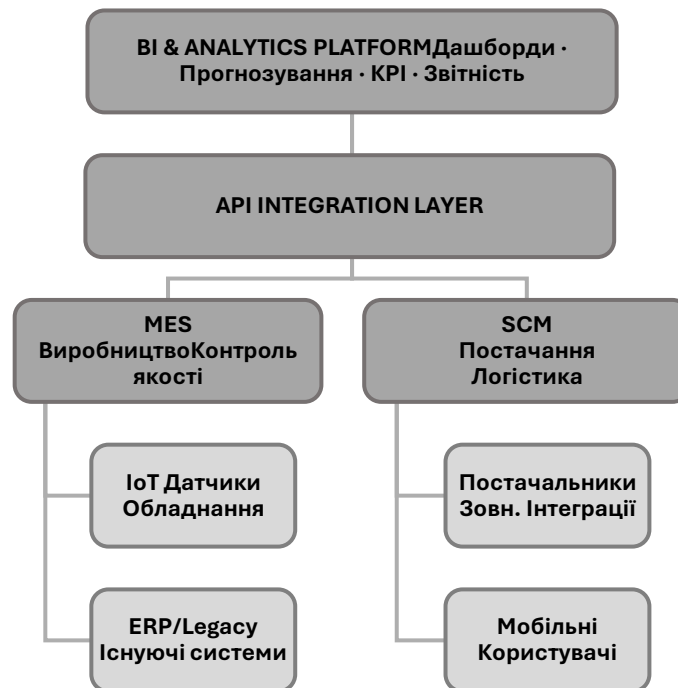 BI & ANALYTICS PLATFORMДашборди ·
Прогнозування · KPI · Звітність
API INTEGRATION LAYER
MES
ВиробництвоКонтроль
якості
SCM
Постачання
Логістика
IoT Датчики
Обладнання
Постачальники
Зовн. Інтеграції
ERP/Legacy
Існуючі системи
Мобільні
Користувачі